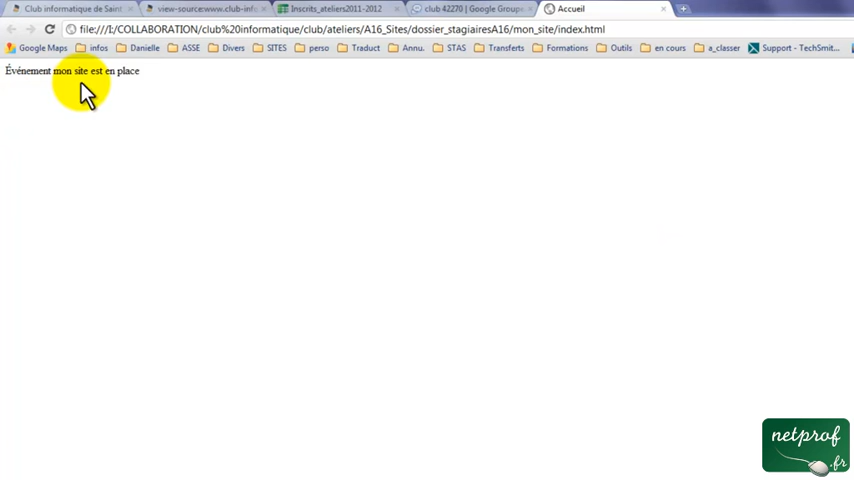 Club informatique de Saint
view-source:www.club-info
Inscrits_ateliers2011-2012
club 42270 | Google Group
Accueil
file:///I:/COLLABORATION/club%20informatique/club/ateliers/A16_Sites/dossier_stagiairesA16/mon_site/index.html
Google Maps infos Danielle ASSE Divers SITES perso Traduct Annu. STAS Transferts Formations Outils en cours a_classer Support - TechSmit...
Événement mon site est en place
netprof
.fr